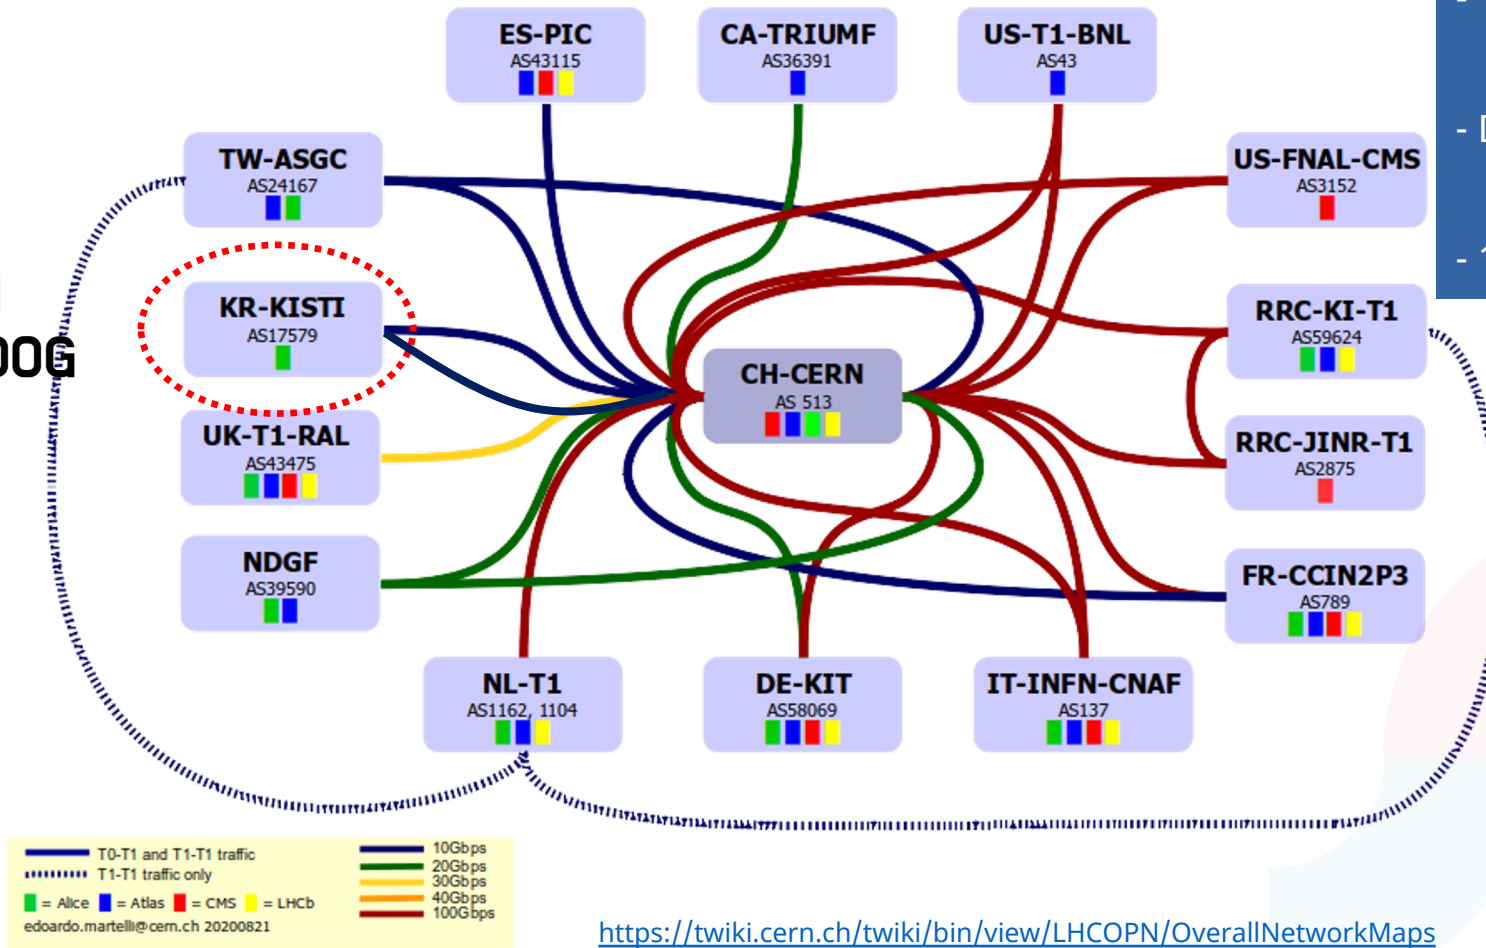 ES-PIC
AS43115
CA-TRIUMF
AS36391
US-T1-BNL
AS43
TW-ASGC
AS24167
US-FNAL-CMS
AS3152
KR-KISTI
AS17579
RRC-KI-T1
AS59624
CH-CERN
AS 513
UK-T1-RAL
AS43475
RRC-JINR-T1
AS2875
NDGF
AS39590
FR-CCIN2P3
AS789
NL-T1
AS1162, 1104
DE-KIT
AS58069
IT-INFN-CNAF
AS137
T0-T1 and T1-T1 traffic
T1-T1 traffic only
= Alice = Atlas = CMS = LHCb
edoardo.martelli@cern.ch 20200821
10Gbps
20Gbps
30Gbps
40Gbps
100Gbps
https://twiki.cern.ch/twiki/bin/view/LHCOPN/OverallNetworkMaps